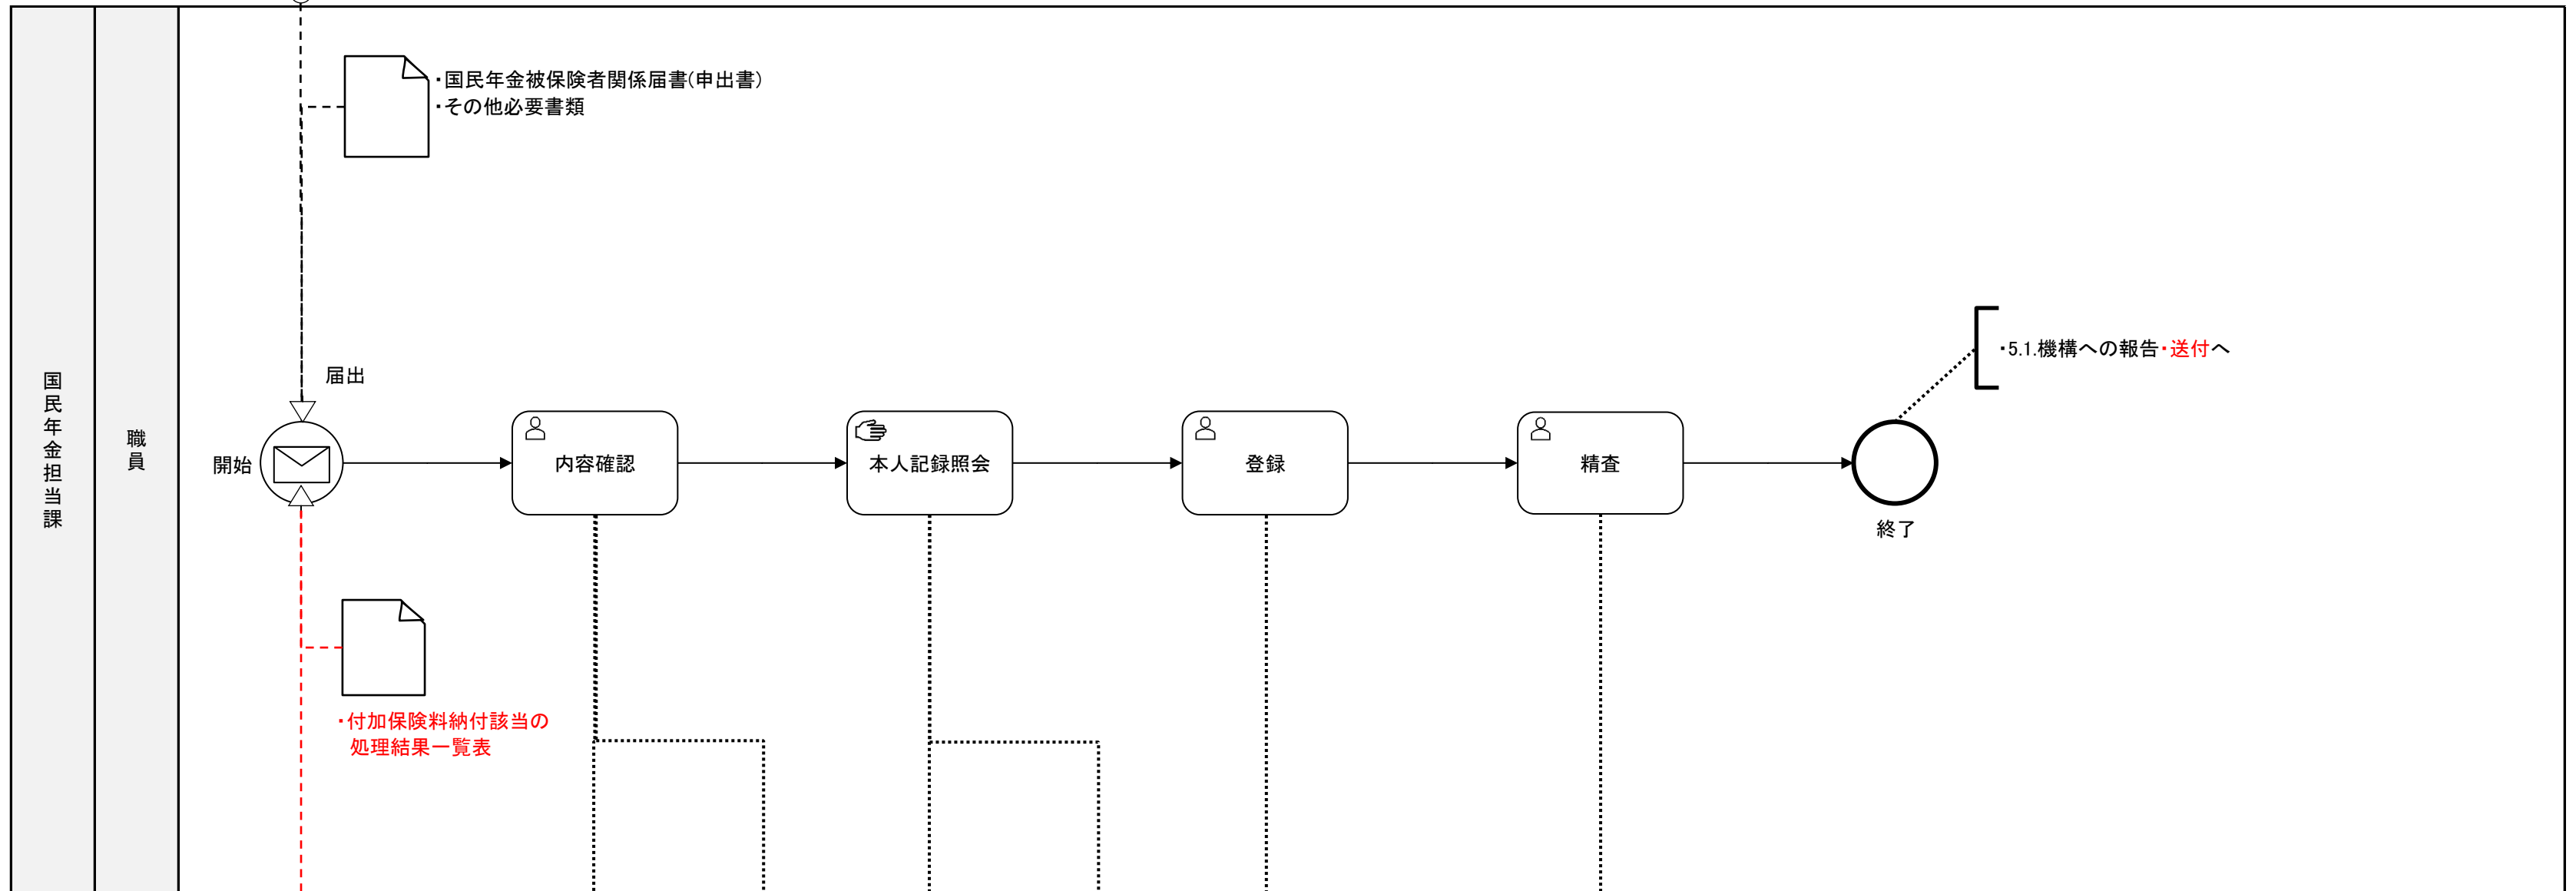 国民年金担当課
職員
・国民年金被保険者関係届書(申出書)
・その他必要書類
届出
開始
内容確認
本人記録照会
登録
精査
終了
・5.1.機構への報告・送付へ
・付加保険料納付該当の
処理結果一覧表